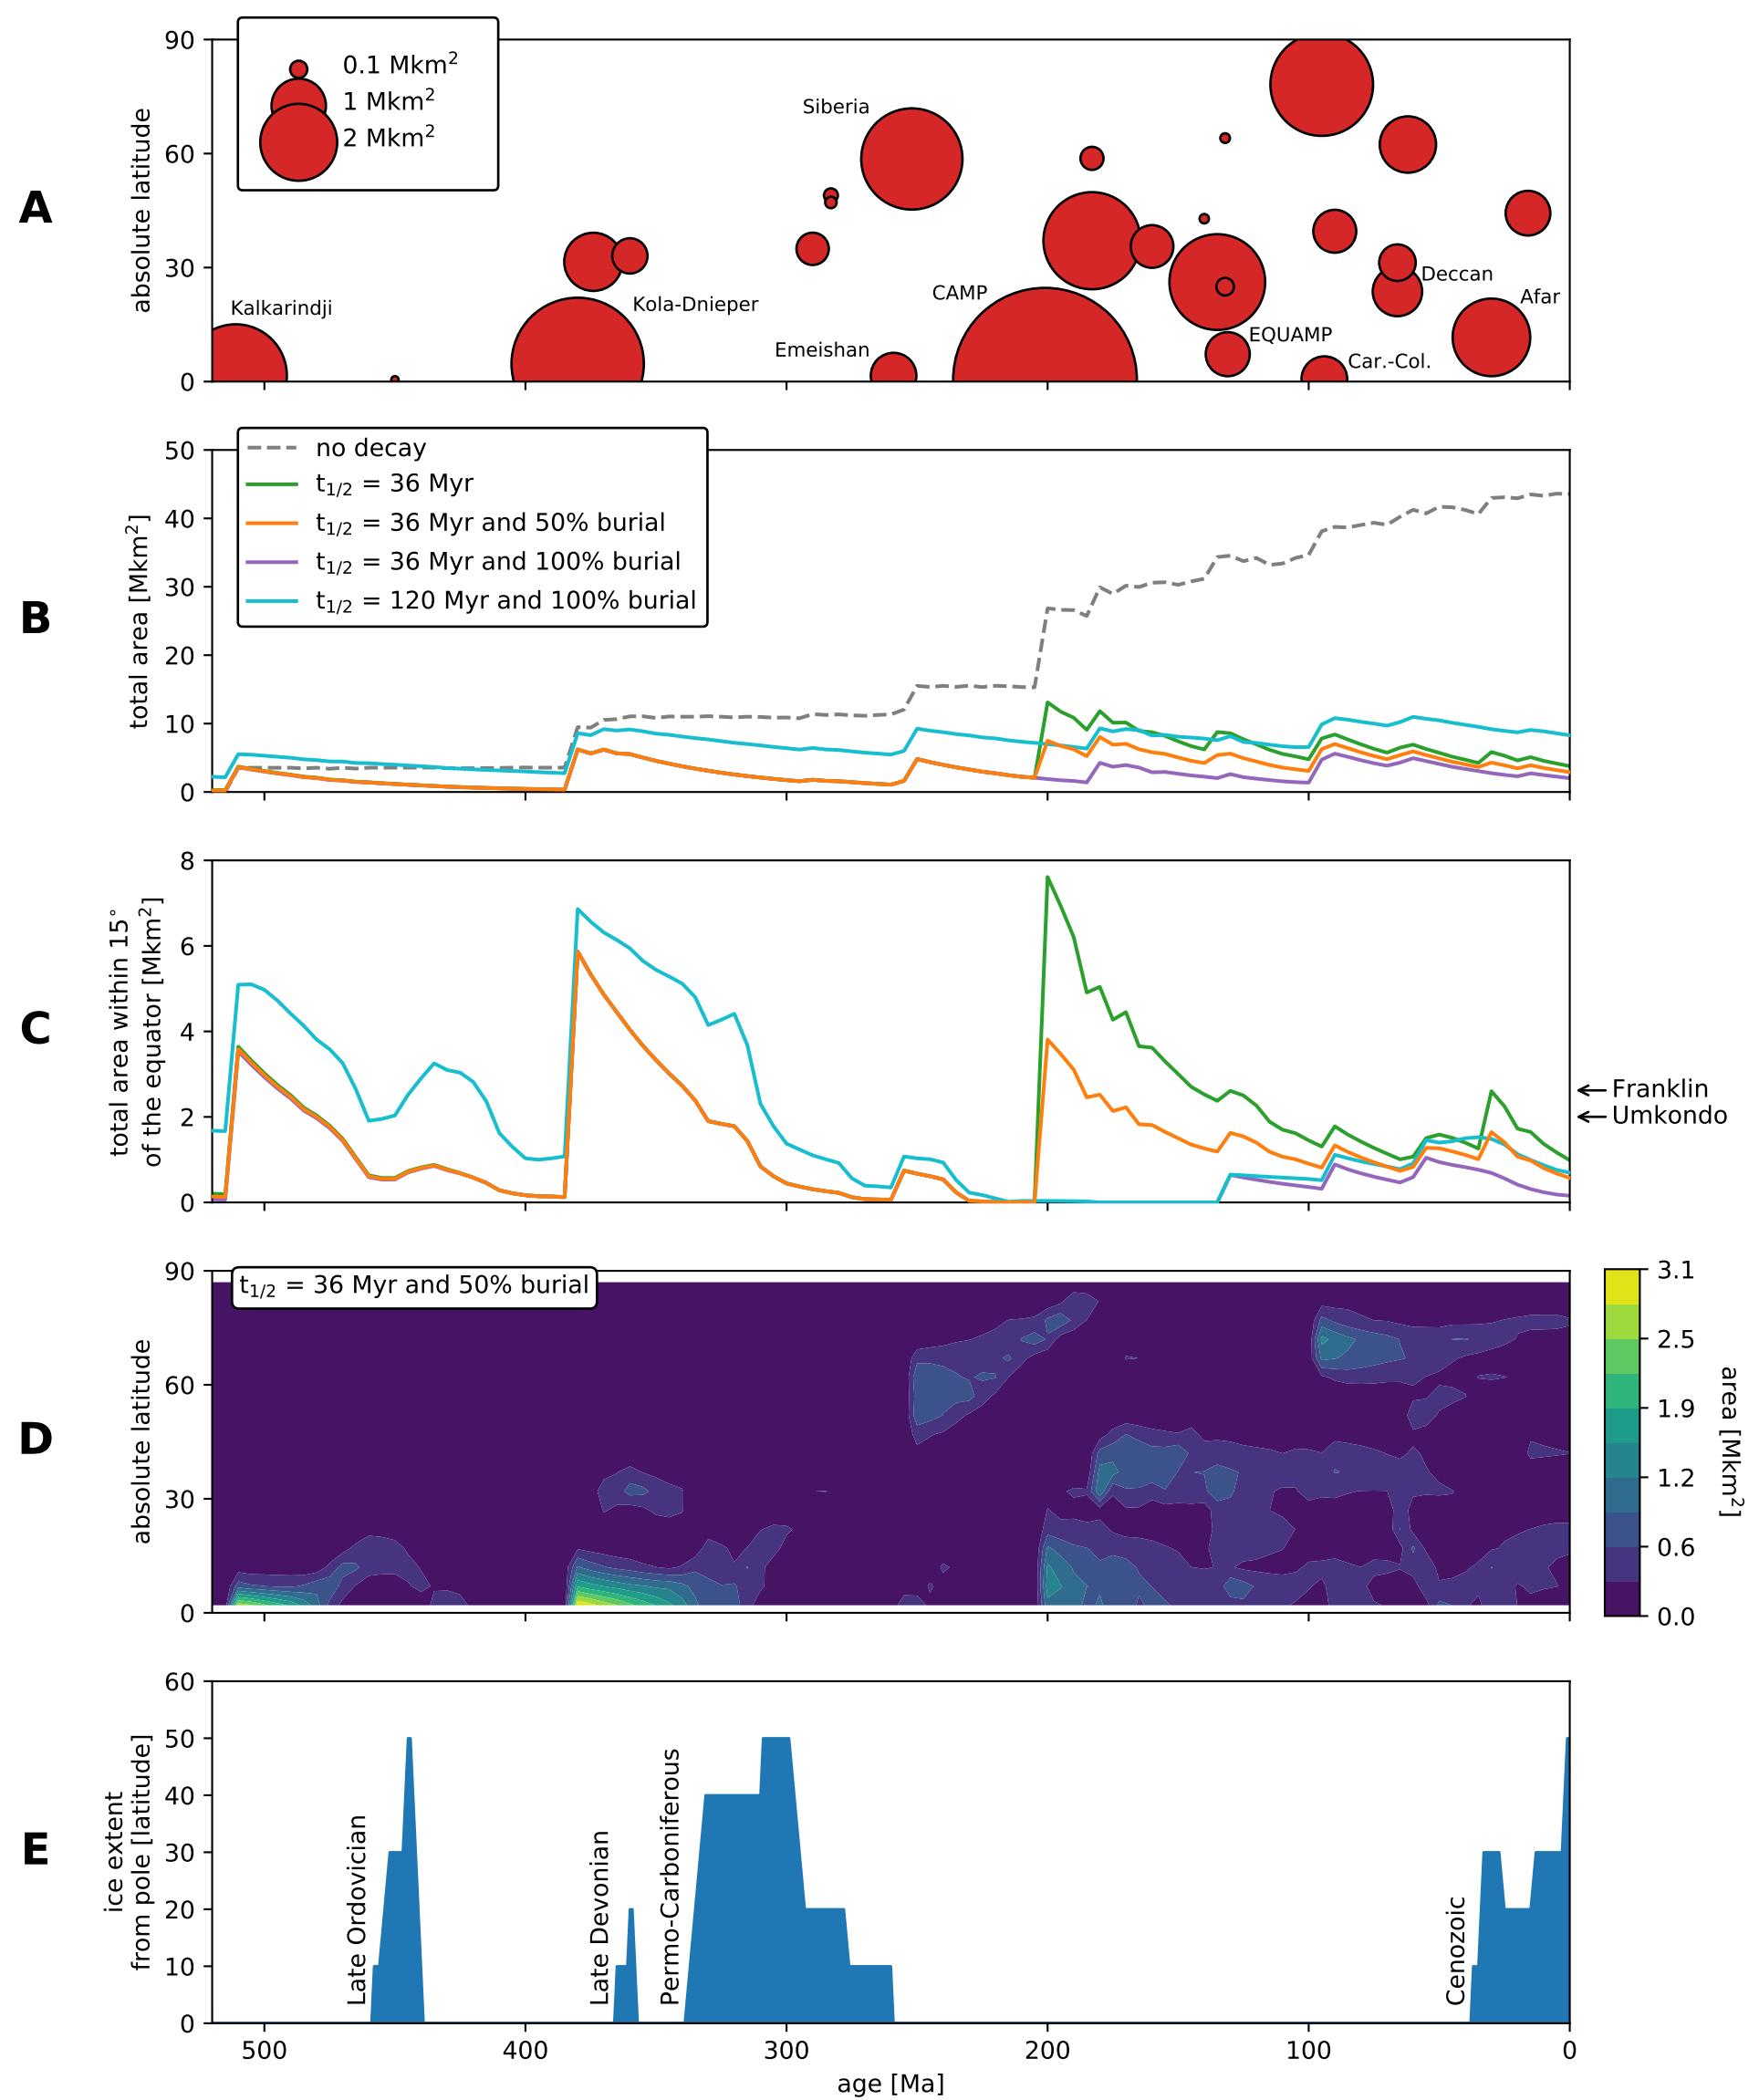 A
absolute latitude
90
60
30
0
0.1 Mkm²
1 Mkm²
2 Mkm²
Kalkarindji
Kola-Dnieper
Siberia
Emeishan
CAMP
EQUAMP
Car.-Col.
Deccan
Afar
B
total area [Mkm²]
50
40
30
20
10
0
no decay
t1/2 = 36 Myr
t1/2 = 36 Myr and 50% burial
t1/2 = 36 Myr and 100% burial
t1/2 = 120 Myr and 100% burial
C
total area within 15°
of the equator [Mkm²]
8
6
4
2
0
Franklin
Umkondo
D
absolute latitude
90
60
30
0
t1/2 = 36 Myr and 50% burial
3.1
2.5
1.9
1.2
0.6
0.0
area [Mkm²]
E
ice extent
from pole [latitude]
60
50
40
30
20
10
0
Late Ordovician
Late Devonian
Permo-Carboniferous
Cenozoic
500
400
300
200
100
0
age [Ma]